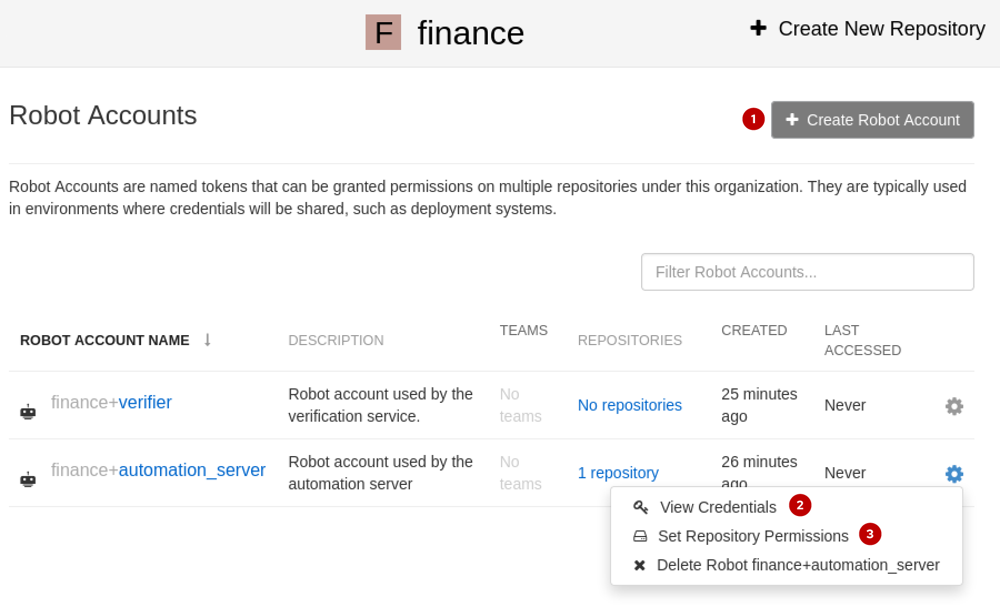 F finance
Create New Repository
Robot Accounts
1
Create Robot Account
Robot Accounts are named tokens that can be granted permissions on multiple repositories under this organization. They are typically used
in environments where credentials will be shared, such as deployment systems.
Filter Robot Accounts...
ROBOT ACCOUNT NAME
DESCRIPTION
TEAMS
REPOSITORIES
CREATED
LAST
ACCESSED
finance+verifier
Robot account used by the
verification service.
No
teams
No repositories
25 minutes
ago
Never
finance+automation_server
Robot account used by the
automation server
No
teams
1 repository
26 minutes
ago
Never
View Credentials
2
Set Repository Permissions
3
Delete Robot finance+automation_server